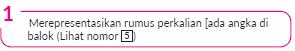 1
Merepresentasikan rumus perkalian [ada angka di
balok (Lihat nomor 5)